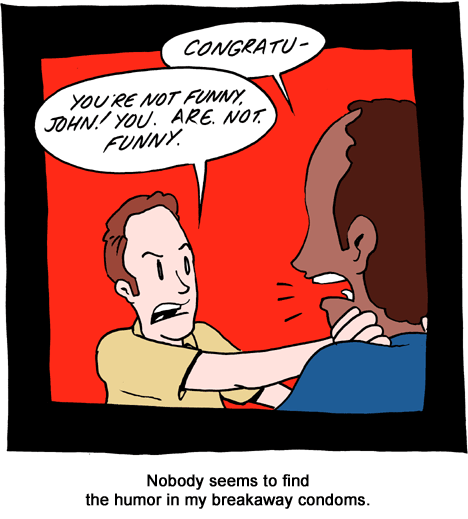 CONGRATU-
YOU'RE NOT FUNNY,
JOHN! YOU. ARE. NOT.
FUNNY.
Nobody seems to find
the humor in my breakaway condoms.